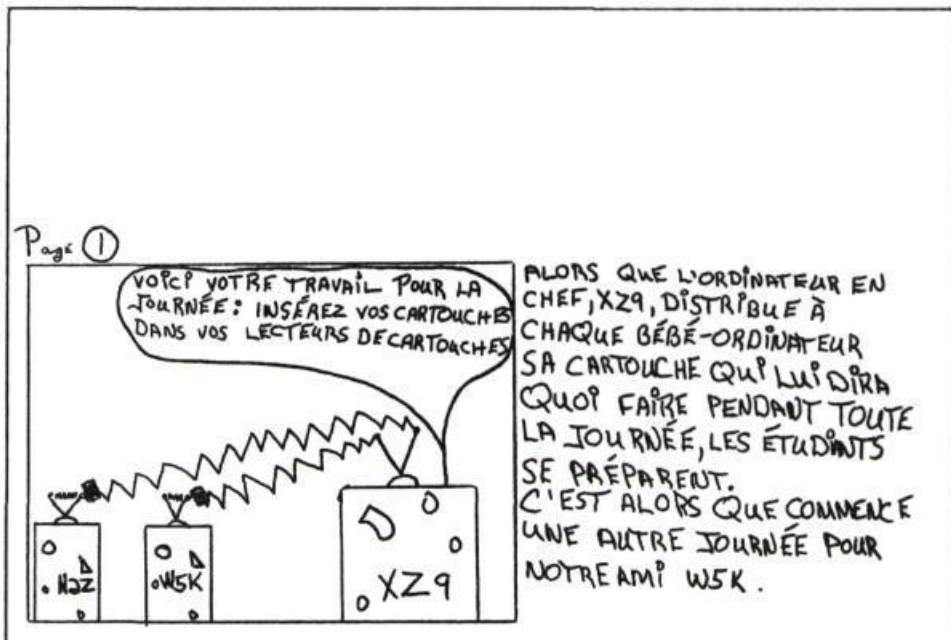 Page 1
VOICI VOTRE TRAVAIL POUR LA
JOURNÉE: INSÉREZ VOS CARTOUCHES
DANS VOS LECTEURS DE CARTOUCHES
N2Z
W5K
XZ9
ALORS QUE L'ORDINATEUR EN
CHEF, XZ9, DISTRIBUE À
CHAQUE BÉBÉ-ORDINATEUR
SA CARTOUCHE QUI LUI DIRA
QUOI FAIRE PENDANT TOUTE
LA JOURNÉE, LES ÉTUDIANTS
SE PRÉPARENT.
C'EST ALORS QUE COMMENCE
UNE AUTRE JOURNÉE POUR
NOTRE AMI W5K.